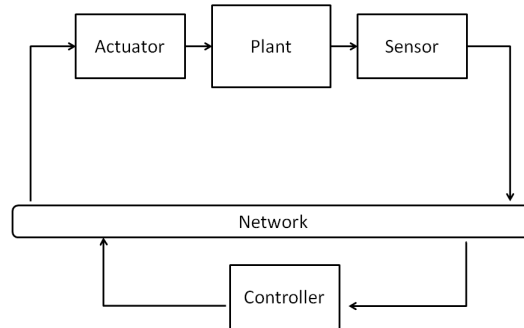 Actuator
Plant
Sensor
Network
Controller